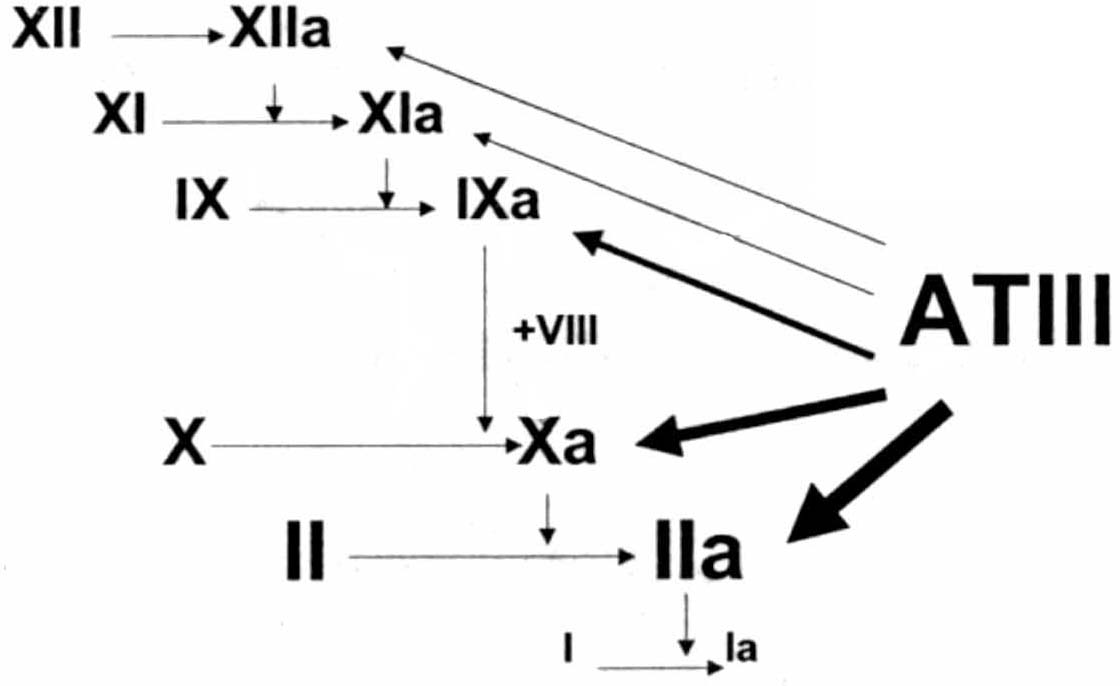 XII XIIa
XI XIa
IX IXa
ATIII
+VIII
X Xa
II IIa
I Ia